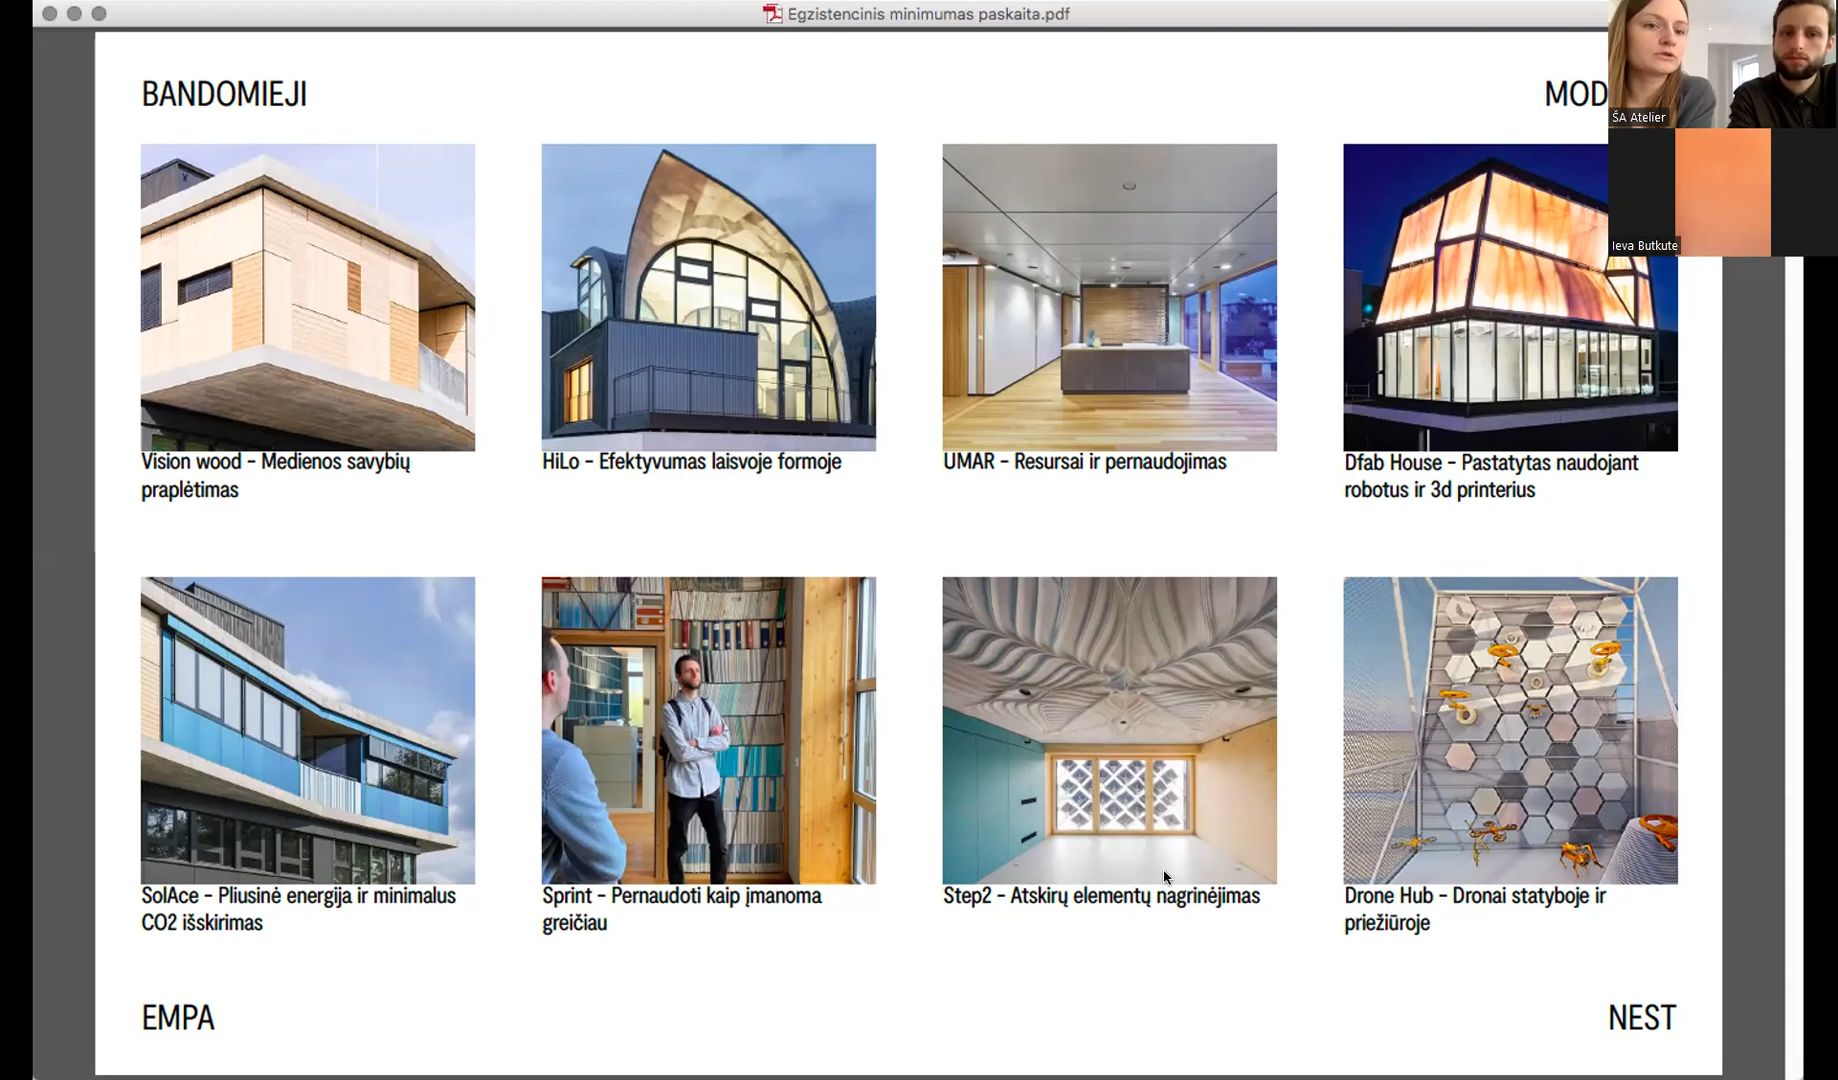 Egzistencinis minimumas paskaita.pdf
BANDOMIEJI
MOD
ŠA Atelier
Ieva Butkute
Vision wood – Medienos savybių
praplėtimas
HiLo – Efektyvumas laisvoje formoje
UMAR – Resursai ir pernaudojimas
Dfab House – Pastatytas naudojant
robotus ir 3d printerius
SolAce – Pliusinė energija ir minimalus
CO2 išskirimas
Sprint – Pernaudoti kaip įmanoma
greičiau
Step2 – Atskirų elementų nagrinėjimas
Drone Hub – Dronai statyboje ir
priežiūroje
EMPA
NEST